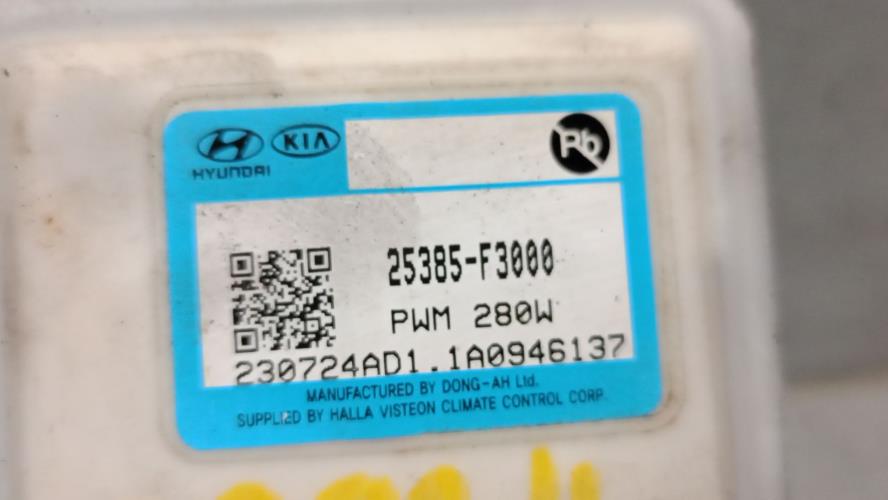 HYUNDAI KIA Pb
25385-F3000
PWM 280W
230724AD1.1A0946137
MANUFACTURED BY DONG-AH Ltd.
SUPPLIED BY HALLA VISTEON CLIMATE CONTROL CORP.